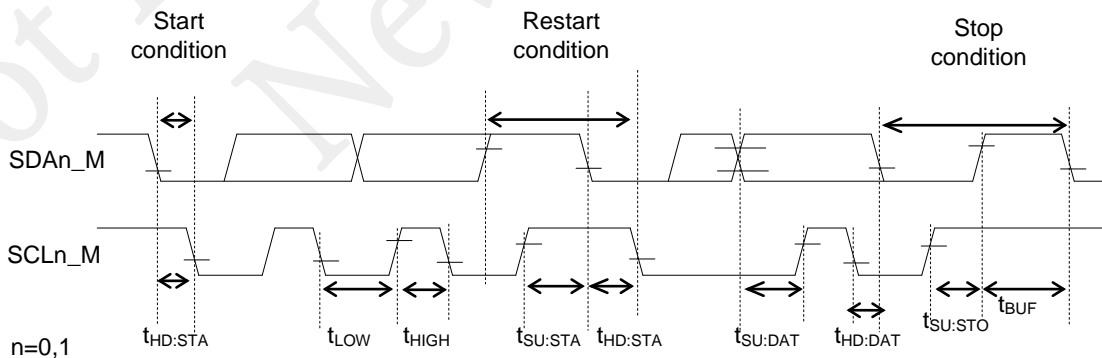 Start
condition
Restart
condition
Stop
condition
SDAn_M
SCLn_M
tHD:STA
tLOW
tHIGH
tSU:STA
tHD:STA
tSU:DAT
tHD:DAT
tSU:STO
tBUF
n=0,1